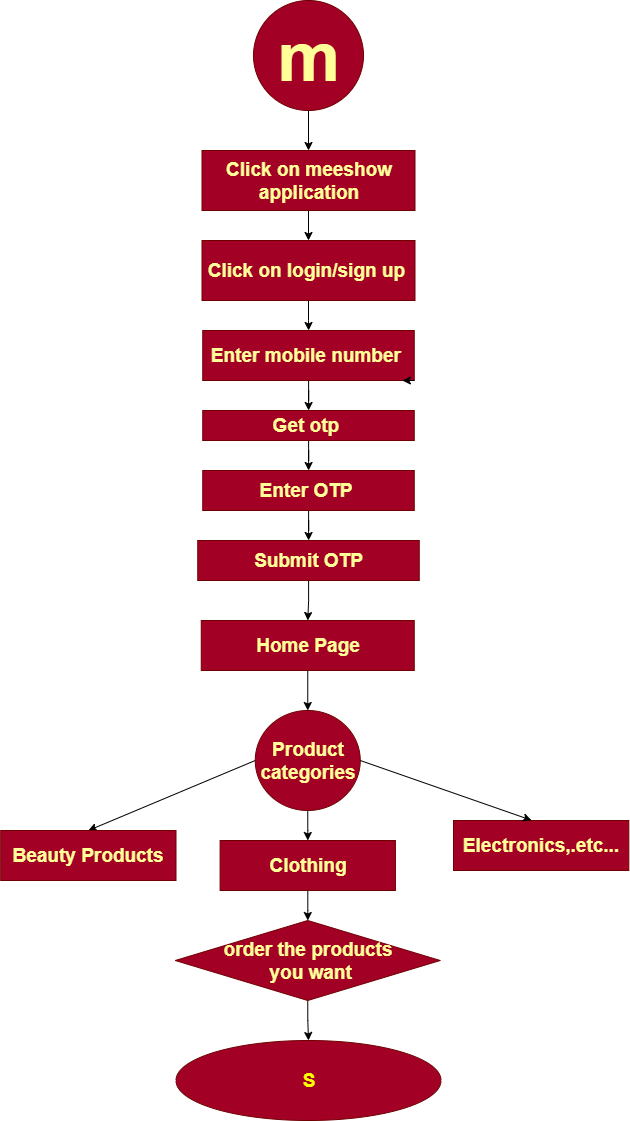 m
Click on meeshow
application
Click on login/sign up
Enter mobile number
Get otp
Enter OTP
Submit OTP
Home Page
Product
categories
Beauty Products
Clothing
Electronics,.etc...
order the products
you want
S